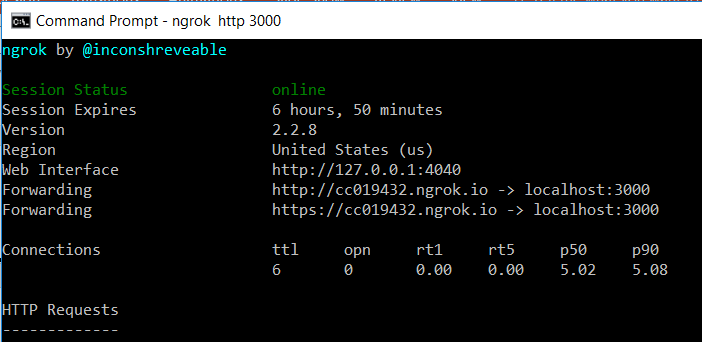 Command Prompt - ngrok  http 3000
ngrok by @inconshreveable
Session Status                online
Session Expires               6 hours, 50 minutes
Version                       2.2.8
Region                        United States (us)
Web Interface                 http://127.0.0.1:4040
Forwarding                    http://cc019432.ngrok.io -> localhost:3000
Forwarding                    https://cc019432.ngrok.io -> localhost:3000
Connections                   ttl     opn     rt1     rt5     p50     p90
                              6       0       0.00    0.00    5.02    5.08
HTTP Requests
-------------